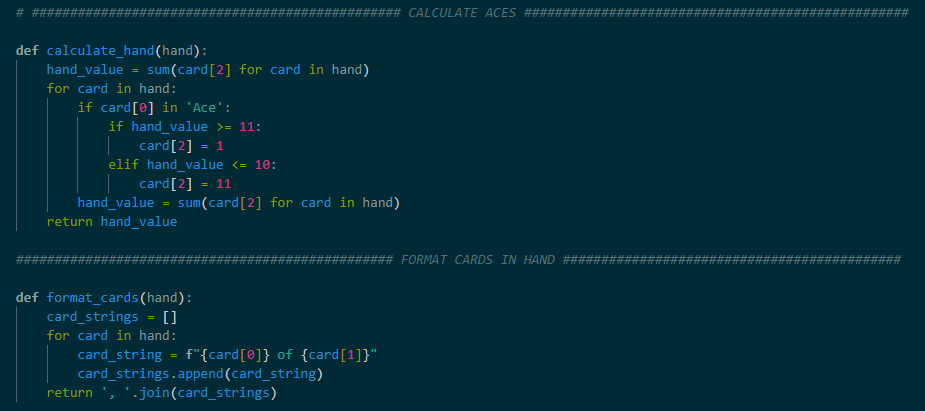 # ################################################ CALCULATE ACES ##################################################
def calculate_hand(hand):
    hand_value = sum(card[2] for card in hand)
    for card in hand:
        if card[0] in 'Ace':
            if hand_value >= 11:
                card[2] = 1
            elif hand_value <= 10:
                card[2] = 11
        hand_value = sum(card[2] for card in hand)
    return hand_value
################################################# FORMAT CARDS IN HAND ############################################
def format_cards(hand):
    card_strings = []
    for card in hand:
        card_string = f"{card[0]} of {card[1]}"
        card_strings.append(card_string)
    return ', '.join(card_strings)